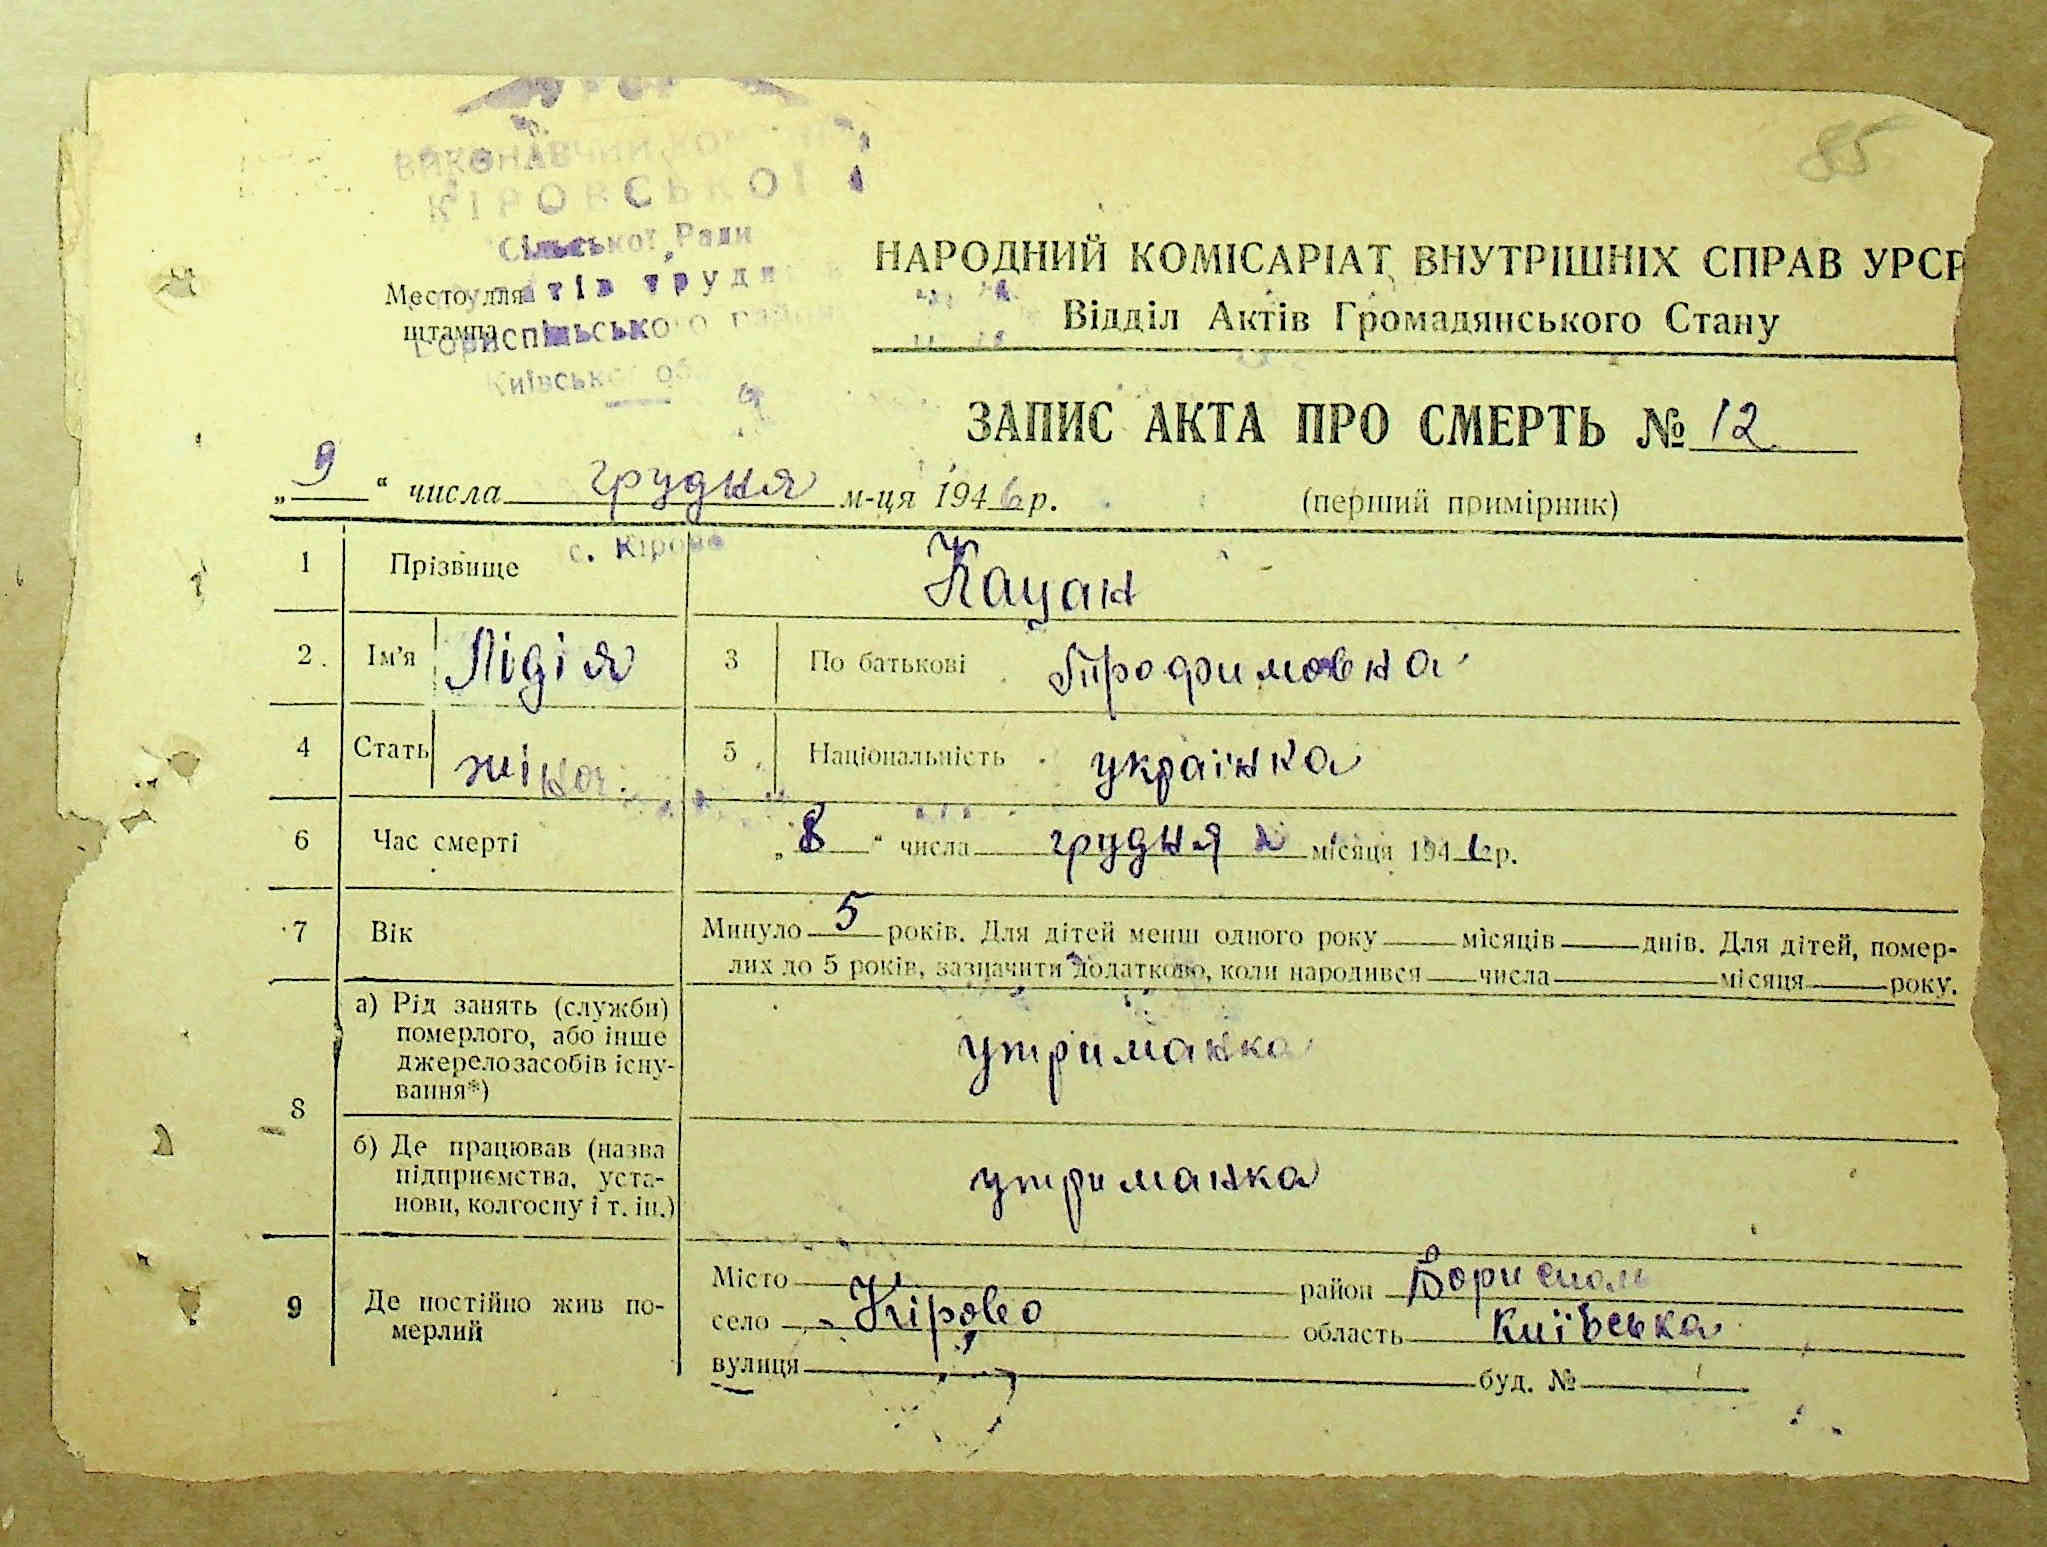 85
ВИКОНАВЧИЙ
КІРОВСЬКОЇ
Сільської Ради
НАРОДНИЙ КОМІСАРІАТ ВНУТРІШНІХ СПРАВ УРСР
Место для
штампа
Бориспільського
Київської
Відділ Актів Громадянського Стану
ЗАПИС АКТА ПРО СМЕРТЬ № 12
„9“ числа грудня м-ця 1946 р.
(перший примірник)
с. Кірово
1 Прізвище Кацан
2. Ім'я Лідія 3 По батькові Трофимовна
4 Стать жіноч. 5 Національність українка
6 Час смерті „8“ числа грудня місяця 1946 р.
7 Вік Минуло 5 років. Для дітей менш одного року місяців днів. Для дітей, помер-
лих до 5 років, зазначити додатково, коли народився числа місяця року.
8
а) Рід занять (служби)
померлого, або інше
джерело засобів існу-
вання*)
утриманка
б) Де працював (назва
підприємства, уста-
нови, колгоспу і т. ін.)
утриманка
9 Де постійно жив по-
мерлий
Місто район Бориспол
село Кірово область Київська
вулиця буд. №